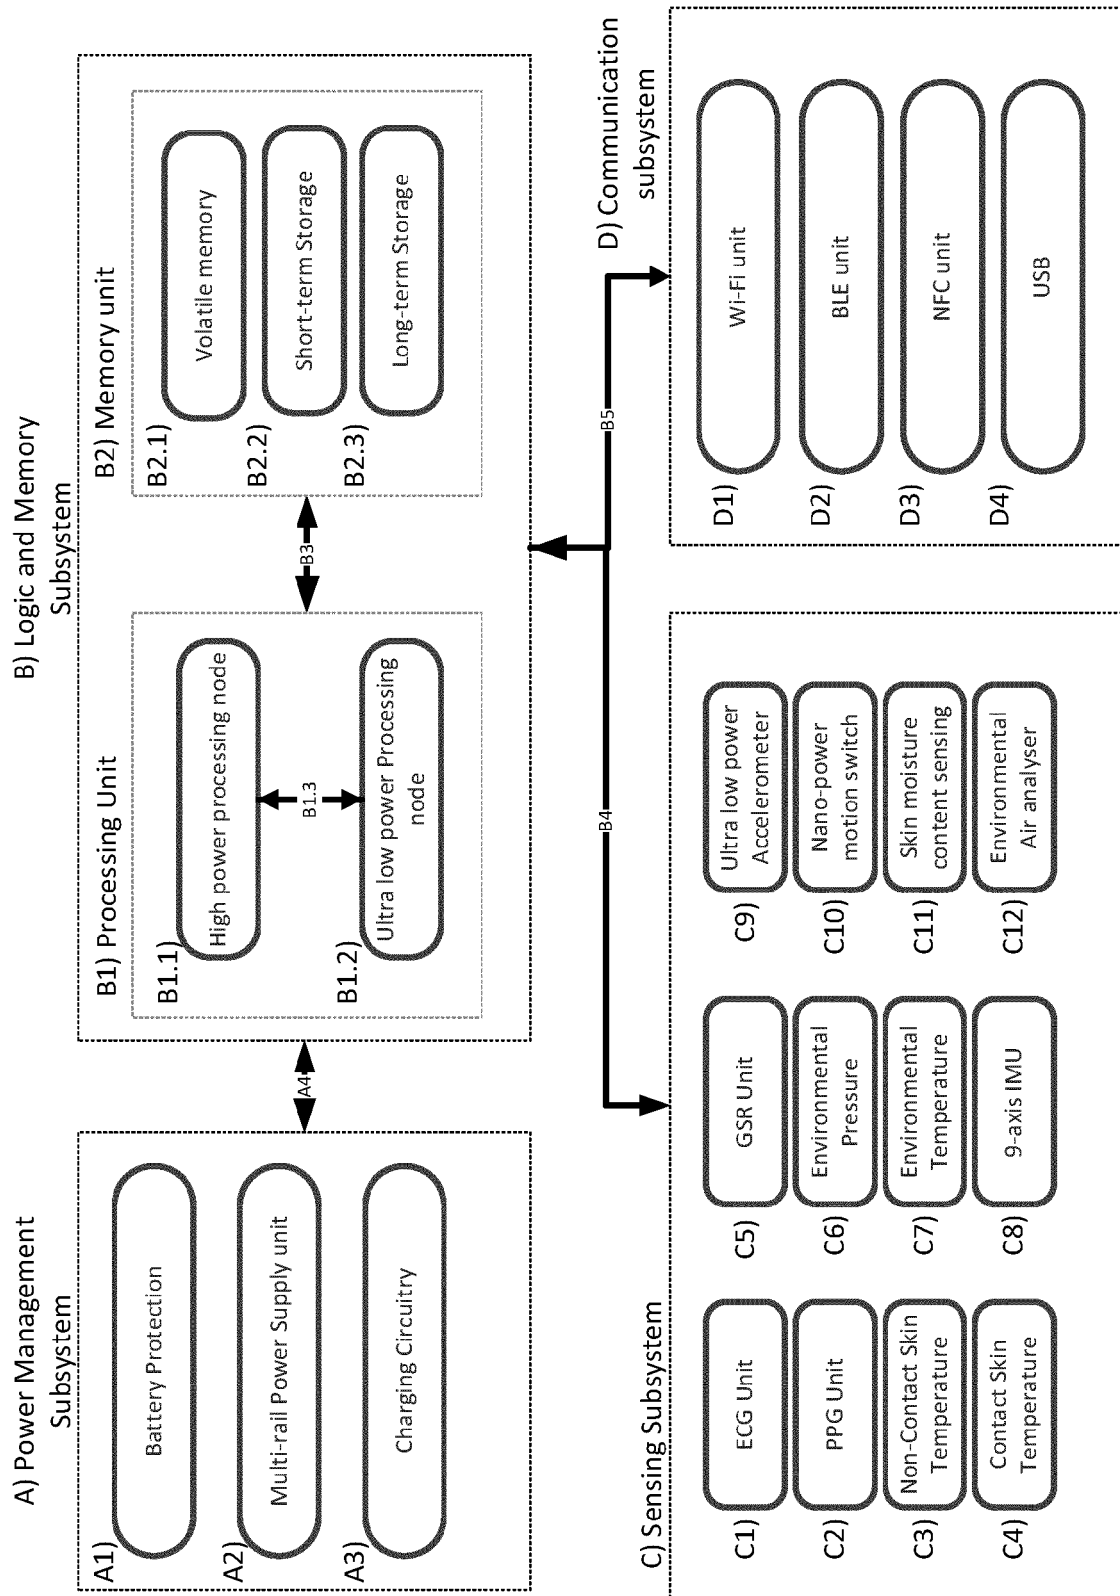 A) Power Management
Subsystem
A1)
Battery Protection
A2)
Multi-rail Power Supply unit
A3)
Charging Circuitry
A4
B) Logic and Memory
Subsystem
B1) Processing Unit
B1.1)
High power processing node
B1.3
B1.2)
Ultra low power Processing
node
B3
B2) Memory unit
B2.1)
Volatile memory
B2.2)
Short-term Storage
B2.3)
Long-term Storage
B4
B5
C) Sensing Subsystem
C1)
ECG Unit
C2)
PPG Unit
C3)
Non-Contact Skin
Temperature
C4)
Contact Skin
Temperature
C5)
GSR Unit
C6)
Environmental
Pressure
C7)
Environmental
Temperature
C8)
9-axis IMU
C9)
Ultra low power
Accelerometer
C10)
Nano-power
motion switch
C11)
Skin moisture
content sensing
C12)
Environmental
Air analyser
D) Communication
subsystem
D1)
Wi-Fi unit
D2)
BLE unit
D3)
NFC unit
D4)
USB